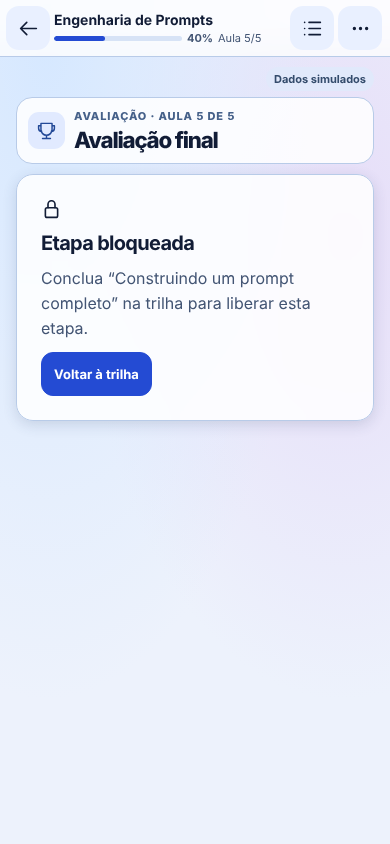 Engenharia de Prompts
40% Aula 5/5
Dados simulados
AVALIAÇÃO · AULA 5 DE 5
Avaliação final
Etapa bloqueada
Conclua “Construindo um prompt
completo” na trilha para liberar esta
etapa.
Voltar à trilha